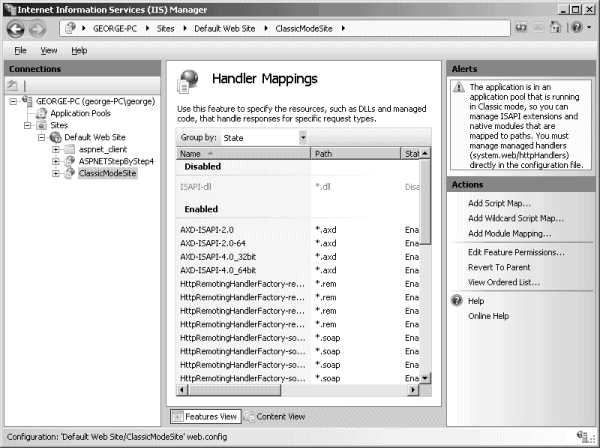 Internet Information Services (IIS) Manager
GEORGE-PC
Sites
Default Web Site
ClassicModeSite
File View Help
Connections
GEORGE-PC (george-PC\george)
Application Pools
Sites
Default Web Site
aspnet_client
ASPNETStepByStep4
ClassicModeSite
Handler Mappings
Use this feature to specify the resources, such as DLLs and managed
code, that handle responses for specific request types.
Group by: State
Name Path Stat
Disabled
ISAPI-dll *.dll Disa
Enabled
AXD-ISAPI-2.0 *.axd Ena
AXD-ISAPI-2.0-64 *.axd Ena
AXD-ISAPI-4.0_32bit *.axd Ena
AXD-ISAPI-4.0_64bit *.axd Ena
HttpRemotingHandlerFactory-re... *.rem Ena
HttpRemotingHandlerFactory-re... *.rem Ena
HttpRemotingHandlerFactory-re... *.rem Ena
HttpRemotingHandlerFactory-so... *.soap Ena
HttpRemotingHandlerFactory-so... *.soap Ena
HttpRemotingHandlerFactory-so... *.soap Ena
Features View Content View
Alerts
The application is in an
application pool that is running
in Classic mode, so you can
manage ISAPI extensions and
native modules that are
mapped to paths. You must
manage managed handlers
(system.web/httpHandlers)
directly in the configuration file.
Actions
Add Script Map...
Add Wildcard Script Map...
Add Module Mapping...
Edit Feature Permissions...
Revert To Parent
View Ordered List...
Help
Online Help
Configuration: 'Default Web Site/ClassicModeSite' web.config